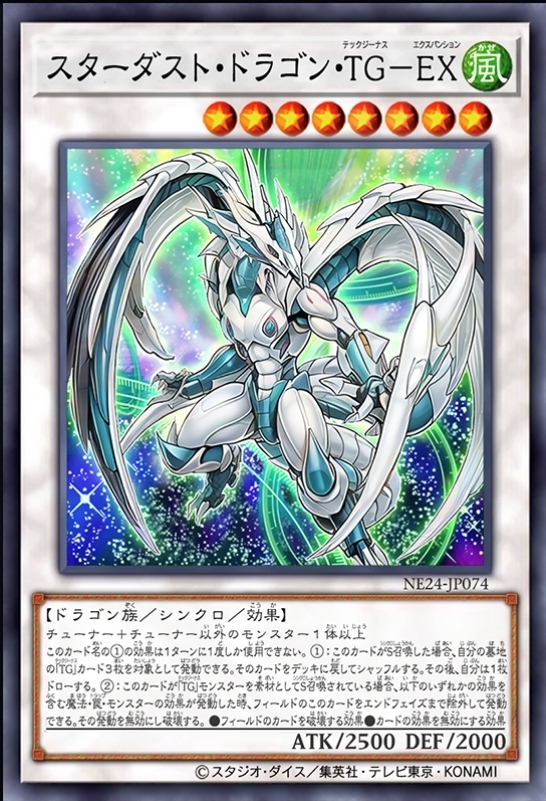 テックジーナス エクスパンション
かぜ
スターダスト・ドラゴン・TG－EX 風
NE24-JP074
【ドラゴン族／シンクロ／効果】
チューナー＋チューナー以外のモンスター１体以上
このカード名の①の効果は1ターンに1度しか使用できない。①：このカードがS召喚した場合、自分の墓地
の「TG」カード3枚を対象として発動できる。そのカードをデッキに戻してシャッフルする。その後、自分は1枚
ドローする。②：このカードが「TG」モンスターを素材としてS召喚されている場合、以下のいずれかの効果を
含む魔法・罠・モンスターの効果が発動した時、フィールドのこのカードをエンドフェイズまで除外して発動
できる。その発動を無効にし破壊する。●フィールドのカードを破壊する効果●カードの効果を無効にする効果
ATK/2500 DEF/2000
©スタジオ・ダイス／集英社・テレビ東京・KONAMI